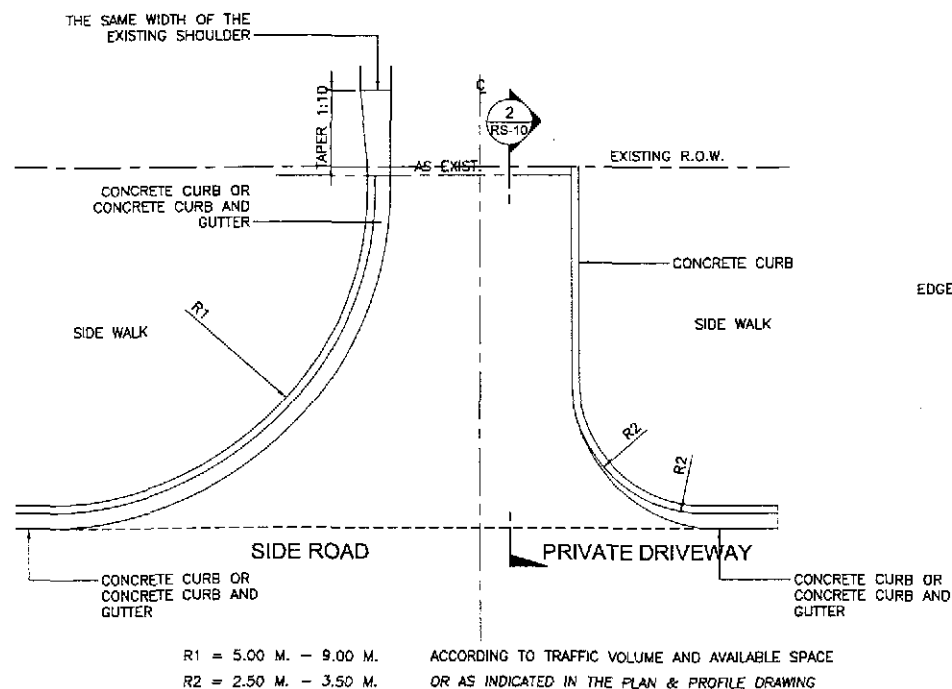 THE SAME WIDTH OF THE
EXISTING SHOULDER
TAPER 1:10
℄
2
RS-10
AS EXIST.
EXISTING R.O.W.
CONCRETE CURB OR
CONCRETE CURB AND
GUTTER
CONCRETE CURB
EDGE
R1
SIDE WALK
SIDE WALK
R2
R2
SIDE ROAD
PRIVATE DRIVEWAY
CONCRETE CURB OR
CONCRETE CURB AND
GUTTER
CONCRETE CURB OR
CONCRETE CURB AND
GUTTER
R1 = 5.00 M. - 9.00 M. ACCORDING TO TRAFFIC VOLUME AND AVAILABLE SPACE
R2 = 2.50 M. - 3.50 M. OR AS INDICATED IN THE PLAN & PROFILE DRAWING